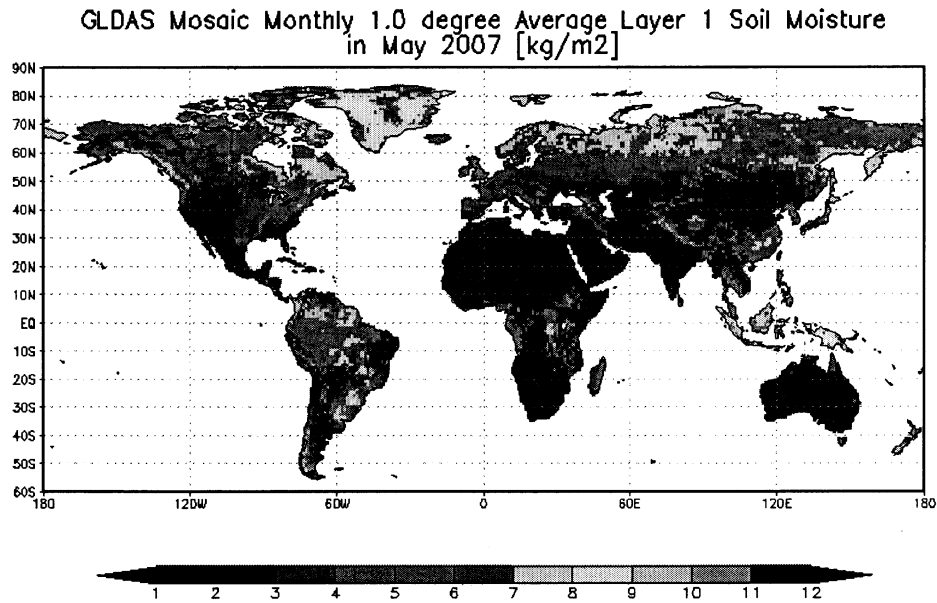 GLDAS Mosaic Monthly 1.0 degree Average Layer 1 Soil Moisture
in May 2007 [kg/m2]
90N
80N
70N
60N
50N
40N
30N
20N
10N
EQ
10S
20S
30S
40S
50S
60S
180 120W 60W 0 60E 120E 180
1 2 3 4 5 6 7 8 9 10 11 12